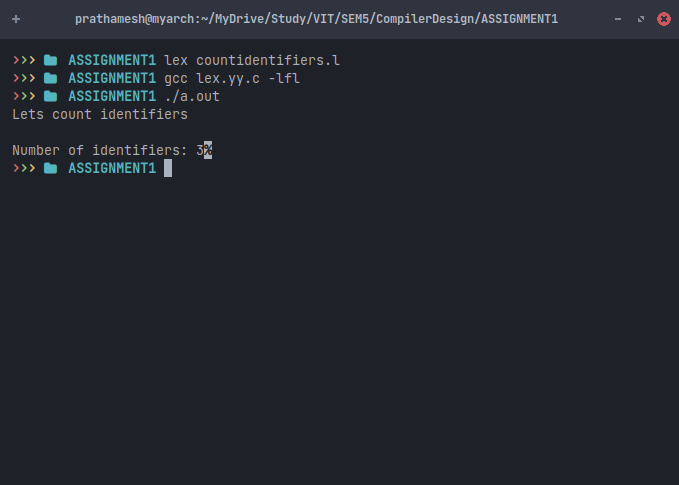 prathamesh@myarch:~/MyDrive/Study/VIT/SEM5/CompilerDesign/ASSIGNMENT1
>>> ASSIGNMENT1 lex countidentifiers.l
>>> ASSIGNMENT1 gcc lex.yy.c -lfl
>>> ASSIGNMENT1 ./a.out
Lets count identifiers
Number of identifiers: 3%
>>> ASSIGNMENT1